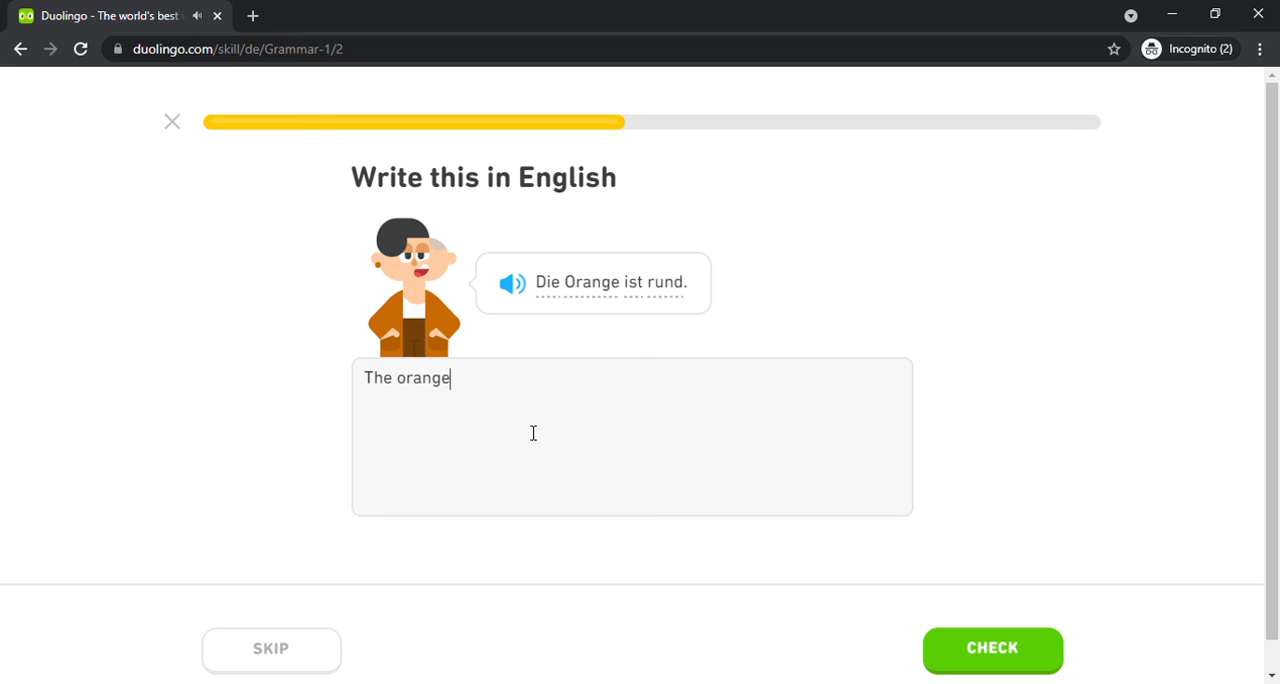 Duolingo - The world's best
duolingo.com/skill/de/Grammar-1/2
Incognito (2)
Write this in English
Die Orange ist rund.
The orange
SKIP
CHECK